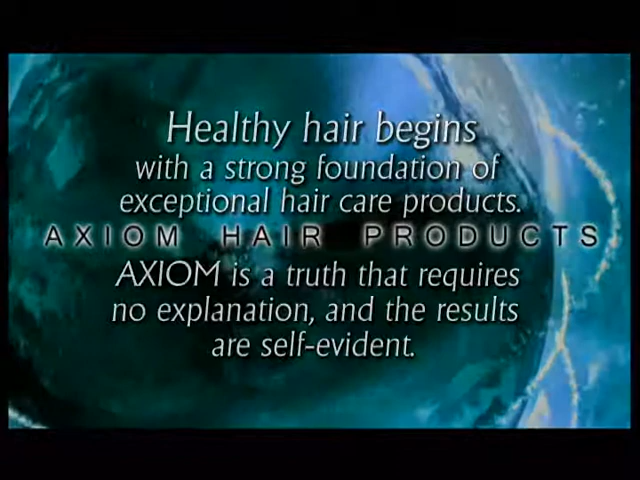 Healthy hair begins
with a strong foundation of
exceptional hair care products.
AXIOM HAIR PRODUCTS
AXIOM is a truth that requires
no explanation, and the results
are self-evident.